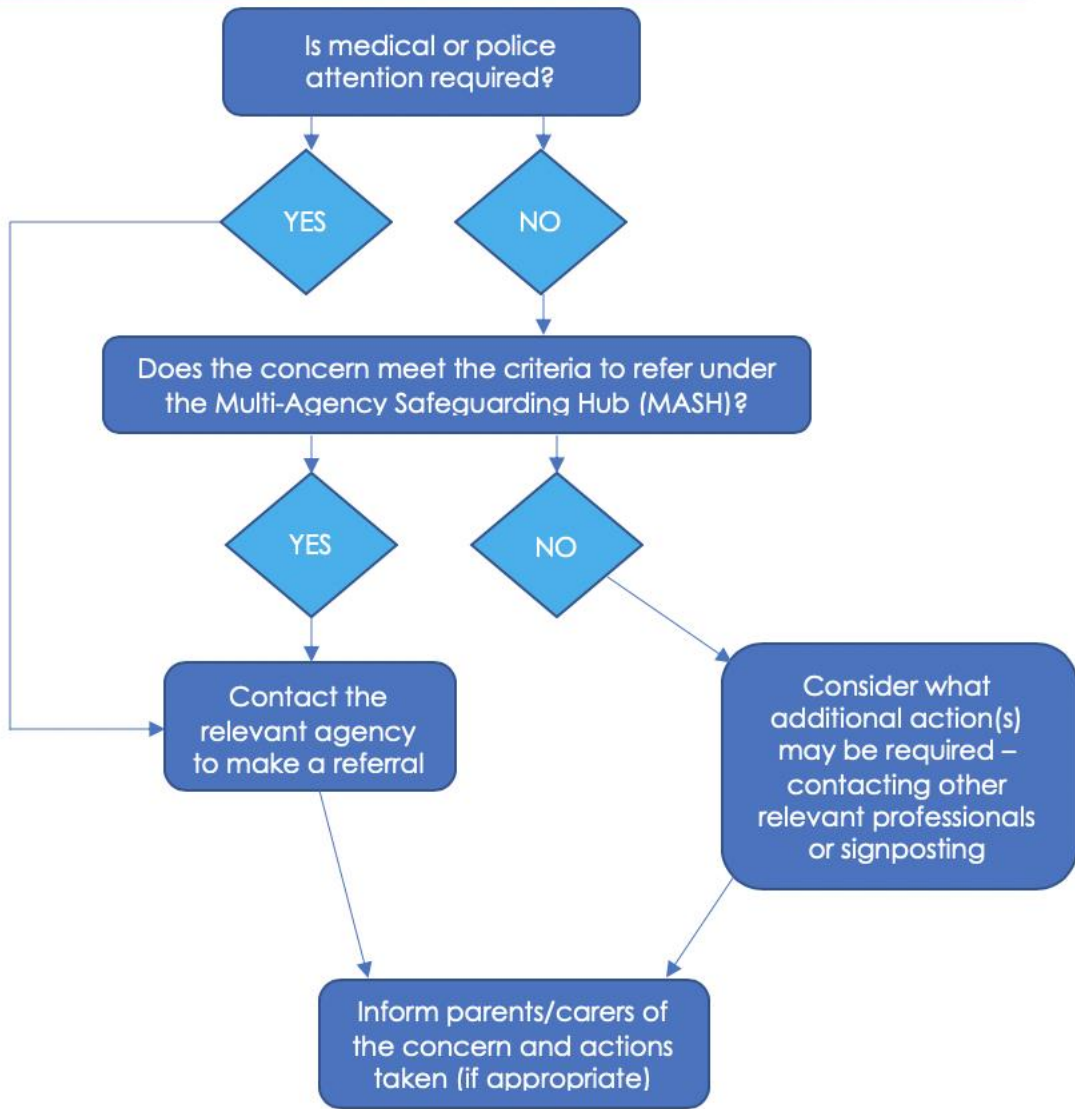 Is medical or police
attention required?
YES
NO
Does the concern meet the criteria to refer under
the Multi-Agency Safeguarding Hub (MASH)?
YES
NO
Contact the
relevant agency
to make a referral
Consider what
additional action(s)
may be required –
contacting other
relevant professionals
or signposting
Inform parents/carers of
the concern and actions
taken (if appropriate)